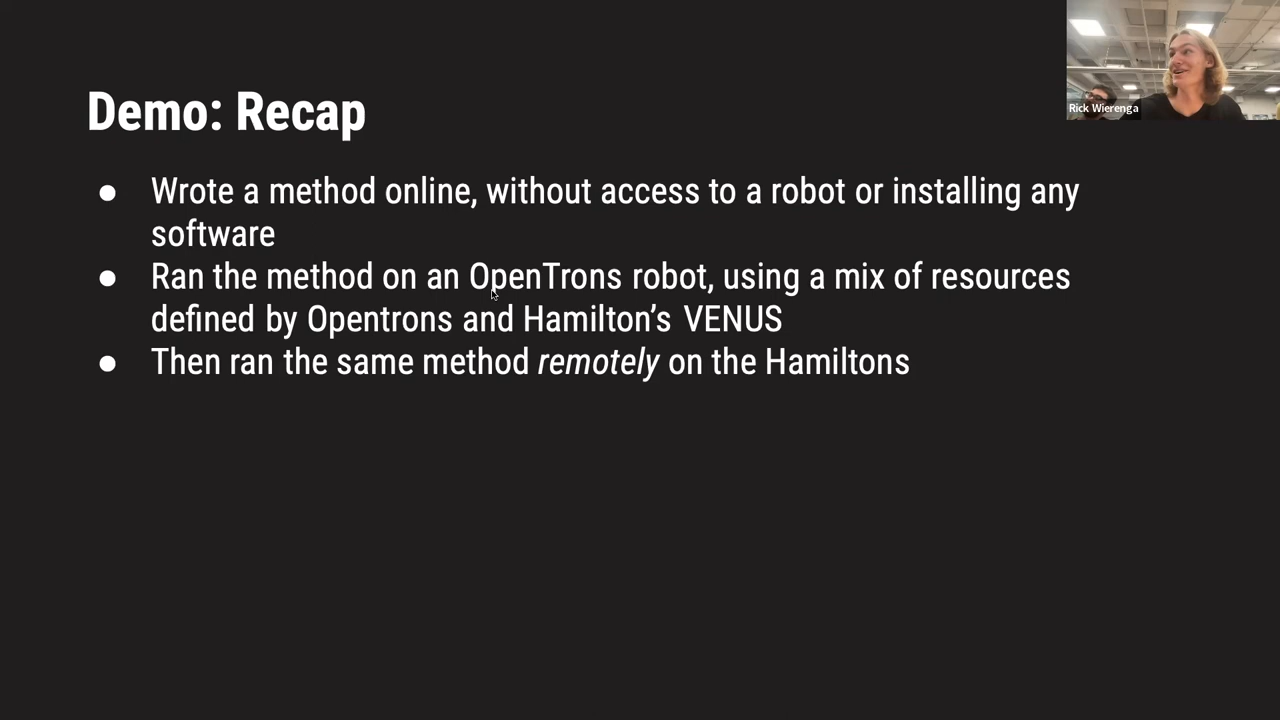 Rick Wierenga
Demo: Recap
● Wrote a method online, without access to a robot or installing any
software
● Ran the method on an OpenTrons robot, using a mix of resources
defined by Opentrons and Hamilton’s VENUS
● Then ran the same method remotely on the Hamiltons